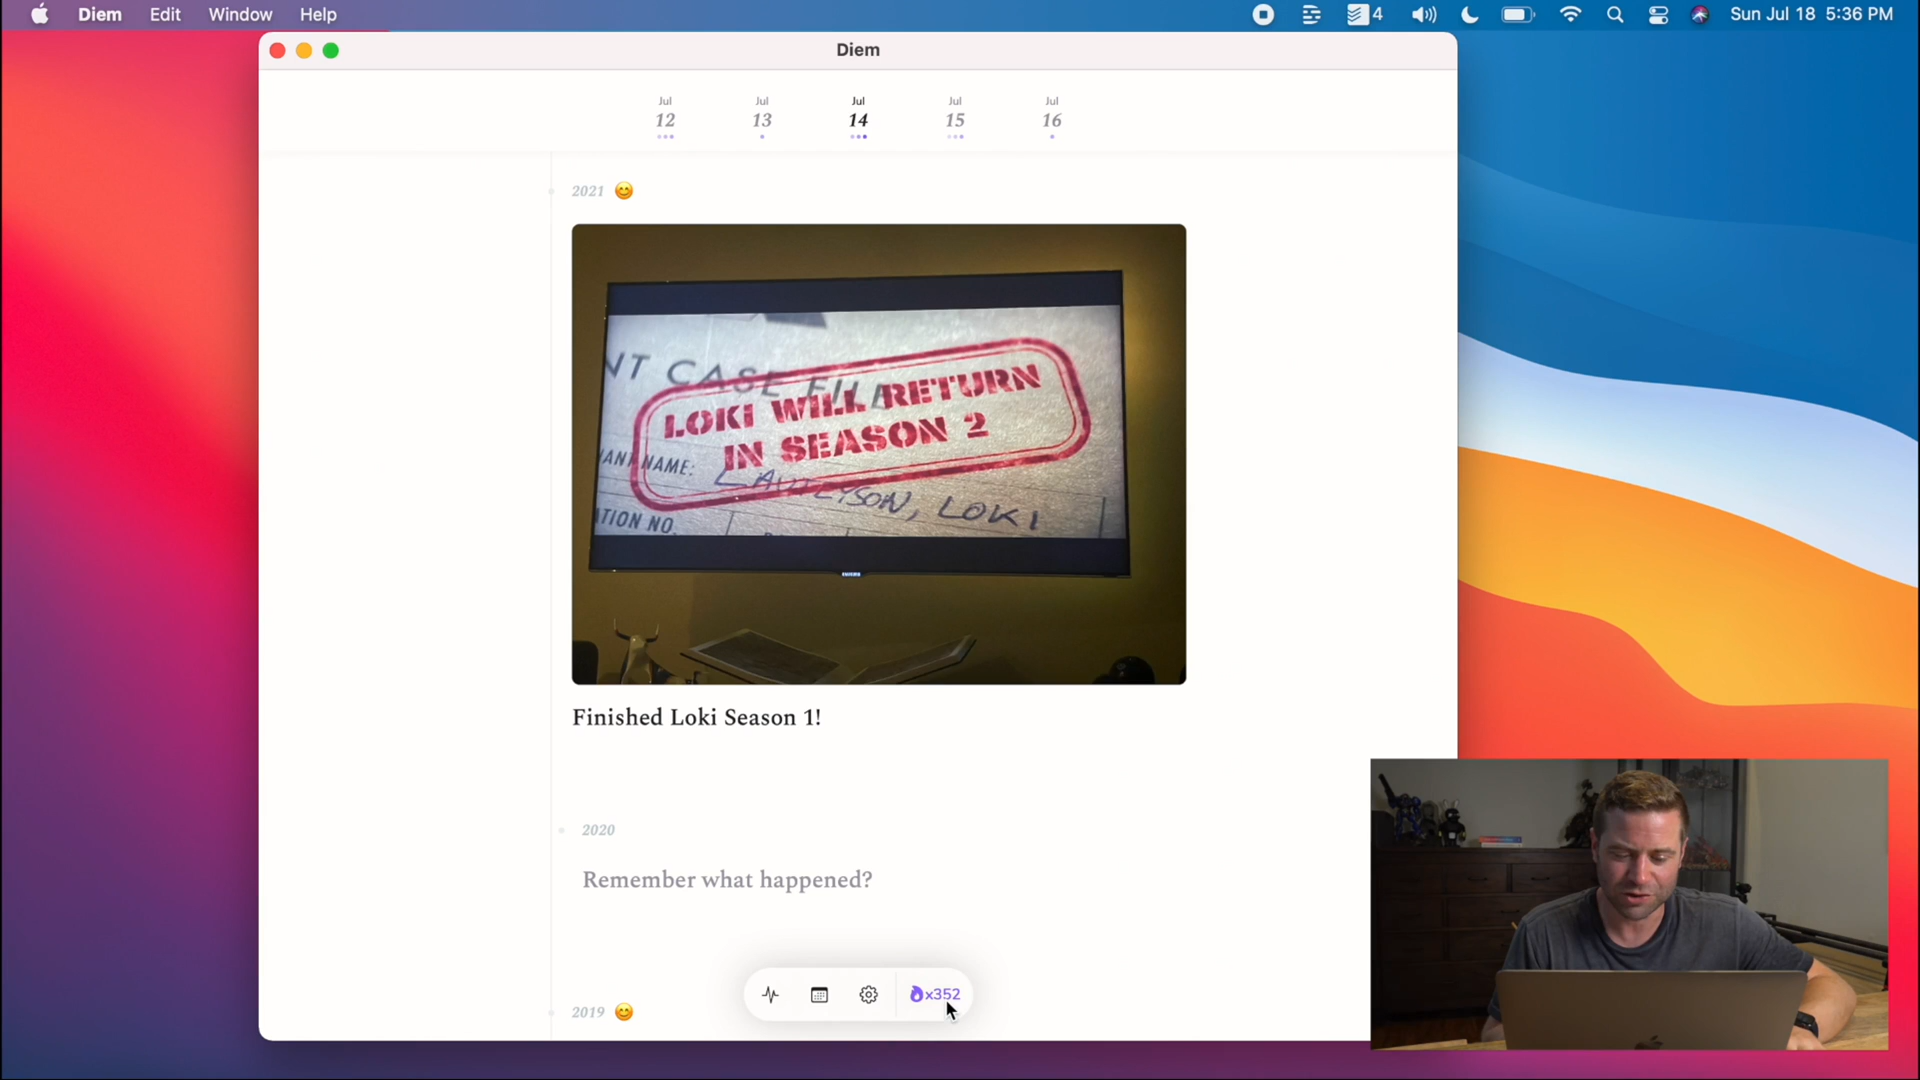 Diem Edit Window Help
4
Sun Jul 18 5:36 PM
Diem
Jul Jul Jul Jul Jul
12 13 14 15 16
2021
NT CASE FILE
LOKI WILL RETURN
IN SEASON 2
NAME:
LAUFEYSON, LOKI
TION NO.
Finished Loki Season 1!
2020
Remember what happened?
x352
2019